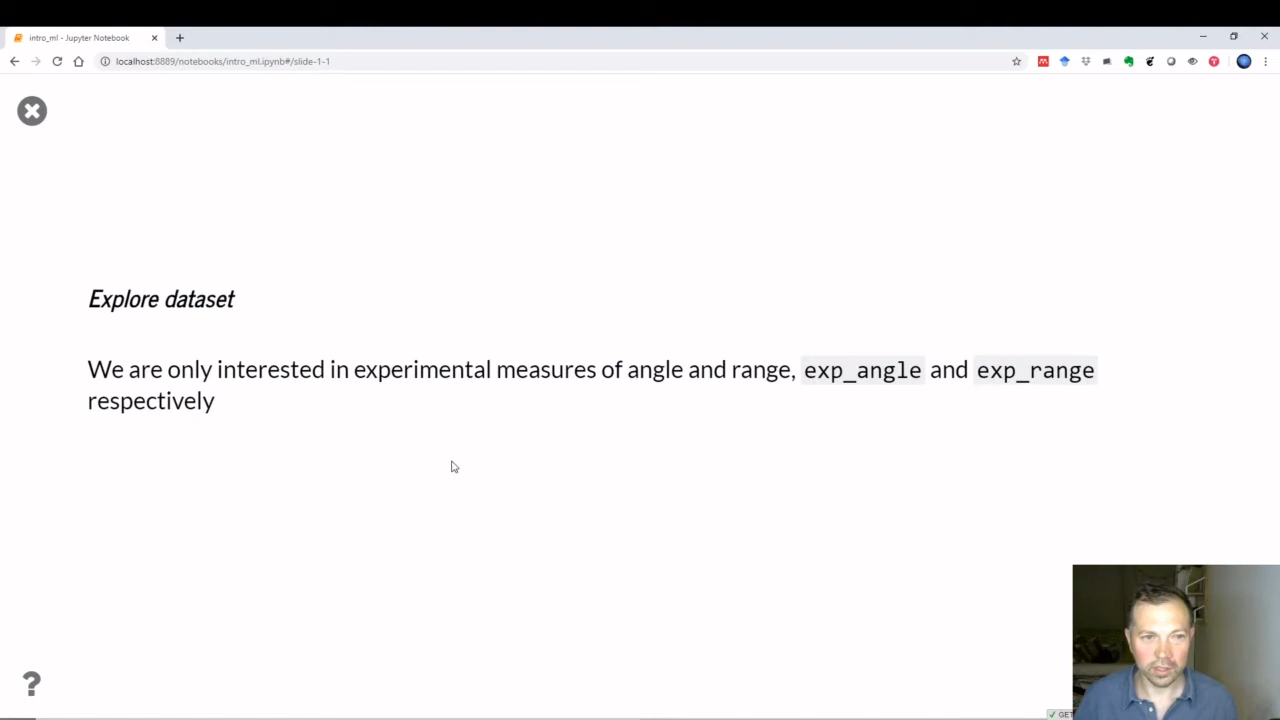 intro_ml - Jupyter Notebook
localhost:8889/notebooks/intro_ml.ipynb#/slide-1-1
Explore dataset
We are only interested in experimental measures of angle and range, exp_angle and exp_range
respectively
?
GET